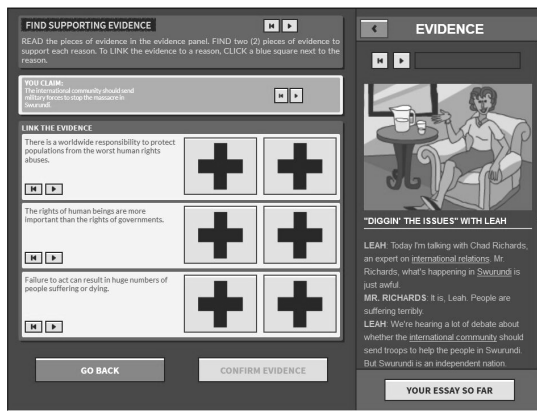 FIND SUPPORTING EVIDENCE
READ the pieces of evidence in the evidence panel. FIND two (2) pieces of evidence to
support each reason. To LINK the evidence to a reason, CLICK a blue square next to the
reason.
YOU CLAIM:
The international community should send
military forces to stop the massacre in
Swurundi.
LINK THE EVIDENCE
There is a worldwide responsibility to protect
populations from the worst human rights
abuses.
The rights of human beings are more
important than the rights of governments.
Failure to act can result in huge numbers of
people suffering or dying.
GO BACK
CONFIRM EVIDENCE
EVIDENCE
"DIGGIN' THE ISSUES" WITH LEAH
LEAH: Today I'm talking with Chad Richards,
an expert on international relations. Mr.
Richards, what's happening in Swurundi is
just awful.
MR. RICHARDS: It is, Leah. People are
suffering terribly.
LEAH: We're hearing a lot of debate about
whether the international community should
send troops to help the people in Swurundi.
But Swurundi is an independent nation.
YOUR ESSAY SO FAR